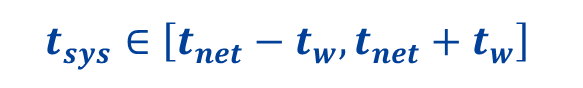 t_sys ∈ [t_net − t_w, t_net + t_w]